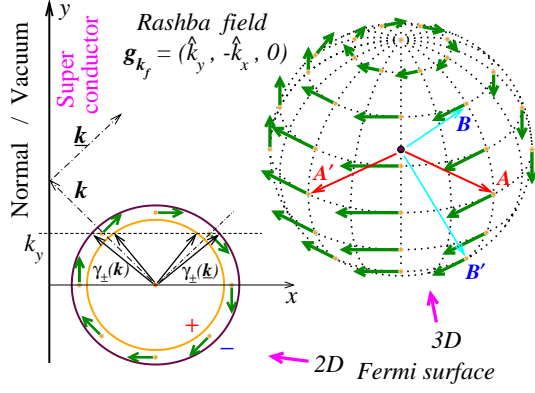 y
Rashba field
g_{k_f} = (k̂_y , -k̂_x , 0)
Normal / Vacuum
Super
conductor
k
k
k_y
γ_±(k)
γ_±(k)
x
+
−
A'
A
B
B'
2D
3D
Fermi surface